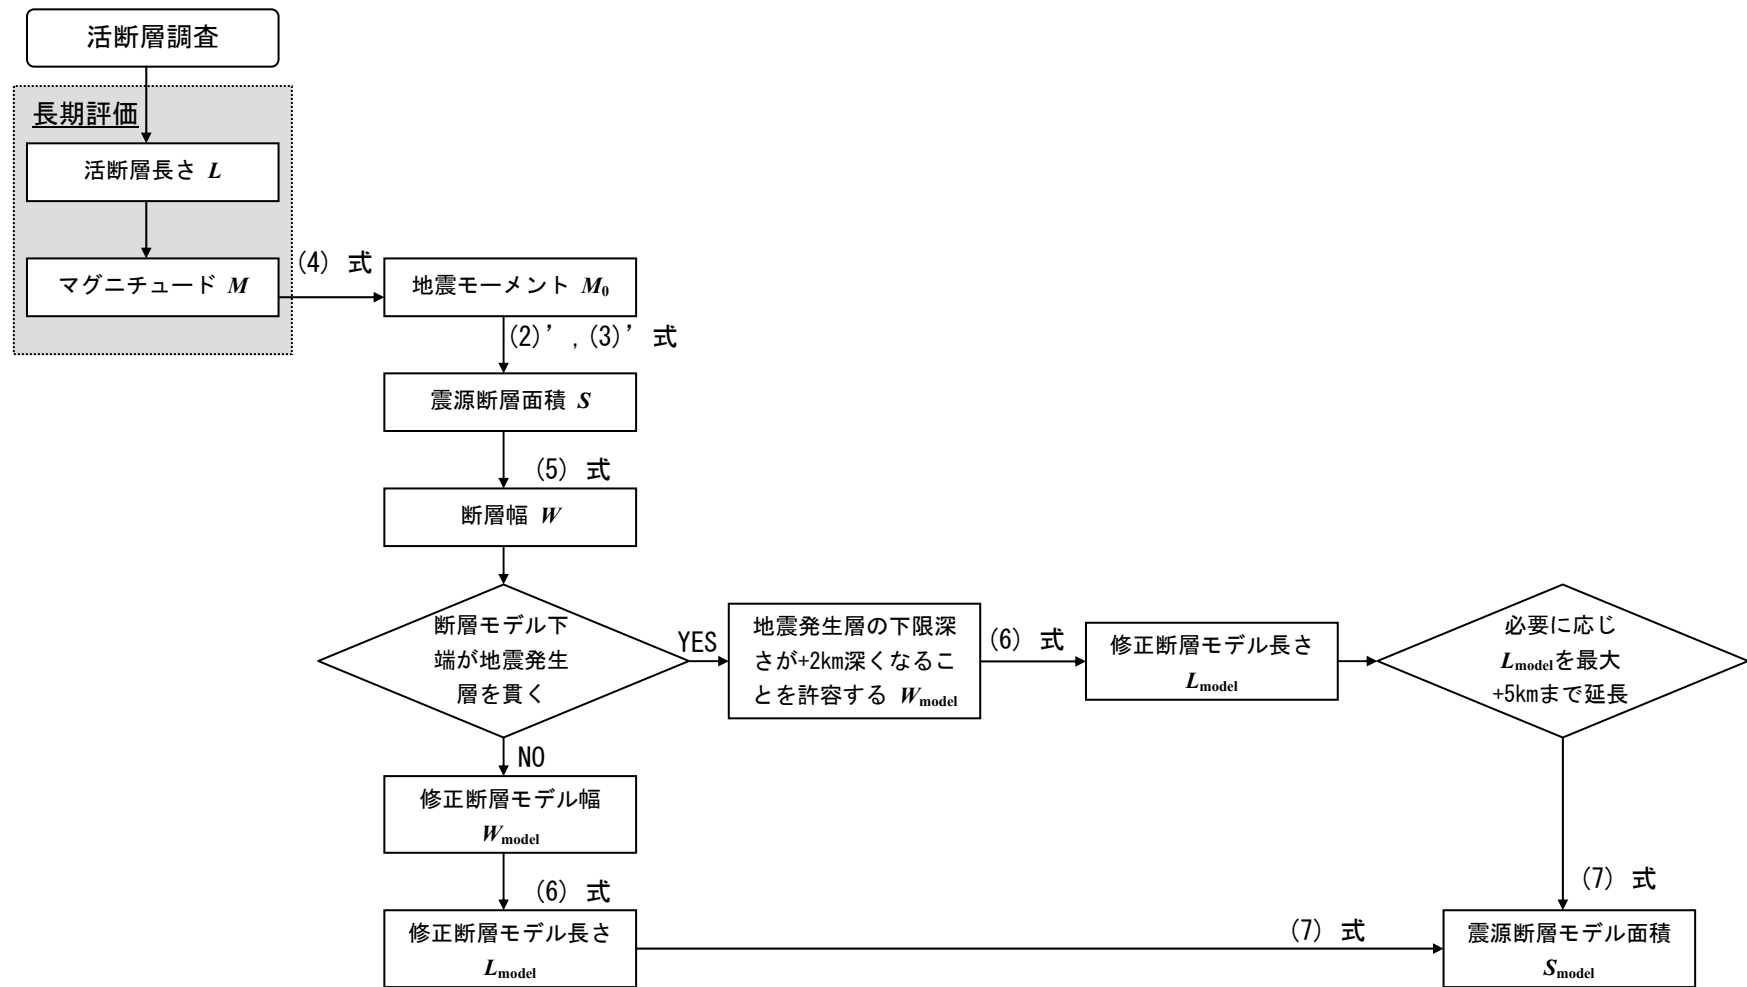 活断層調査
長期評価
活断層長さ L
マグニチュード M
(4) 式
地震モーメント M0
(2)’,(3)’ 式
震源断層面積 S
(5) 式
断層幅 W
断層モデル下
端が地震発生
層を貫く
YES
地震発生層の下限深
さが+2km深くなるこ
とを許容する Wmodel
(6) 式
修正断層モデル長さ
Lmodel
必要に応じ
Lmodelを最大
+5kmまで延長
NO
修正断層モデル幅
Wmodel
(6) 式
修正断層モデル長さ
Lmodel
(7) 式
(7) 式
震源断層モデル面積
Smodel